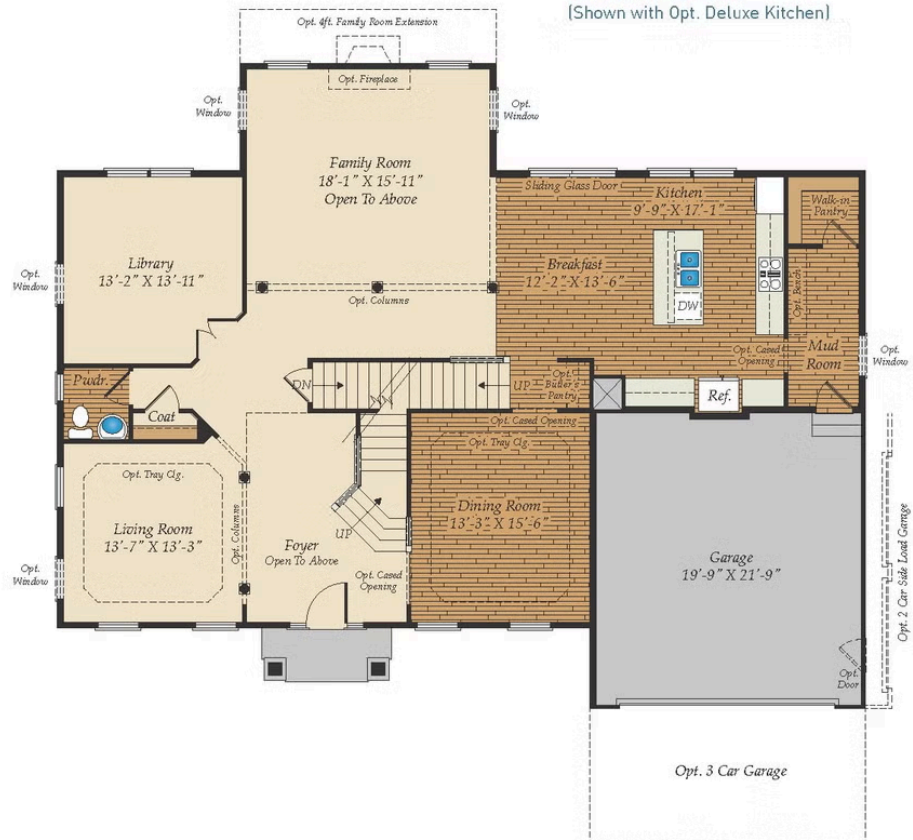 (Shown with Opt. Deluxe Kitchen)
Opt. 4ft. Family Room Extension
Opt. Fireplace
Opt.
Window
Opt.
Window
Family Room
18'-1" X 15'-11"
Open To Above
Sliding Glass Door
Kitchen
9'-9" X 17'-1"
Walk-in
Pantry
Library
13'-2" X 13'-11"
Opt.
Window
Breakfast
12'-2" X 13'-6"
Opt. Columns
DW
Opt. Bench
Opt. Cased
Opening
Mud
Room
Opt.
Window
Pwdr.
Coat
DN
UP
Opt.
Butler's
Pantry
Ref.
Opt. Cased Opening
Opt. Tray Clg.
Opt. Tray Clg.
Living Room
13'-7" X 13'-3"
Opt. Columns
UP
Foyer
Open To Above
Opt. Cased
Opening
Dining Room
13'-3" X 15'-6"
Garage
19'-9" X 21'-9"
Opt.
Window
Opt. 2 Car Side Load Garage
Opt.
Door
Opt. 3 Car Garage